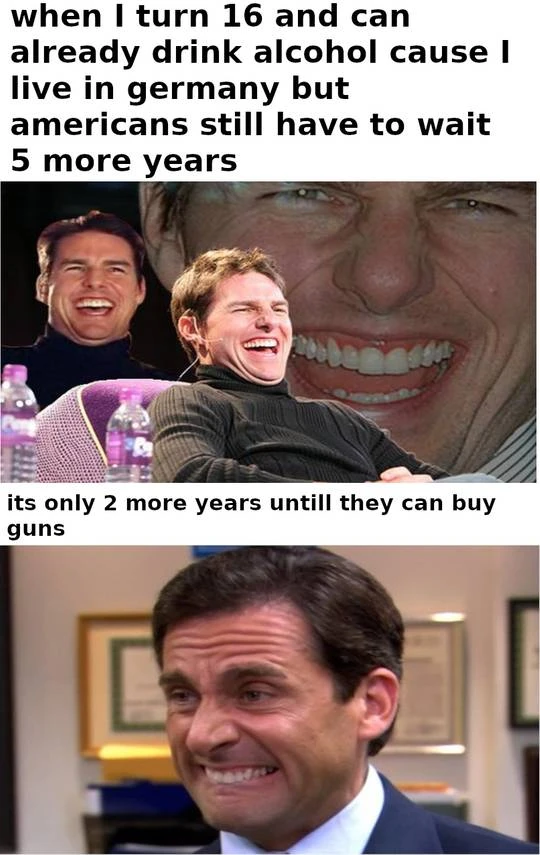 when I turn 16 and can
already drink alcohol cause I
live in germany but
americans still have to wait
5 more years
its only 2 more years untill they can buy
guns